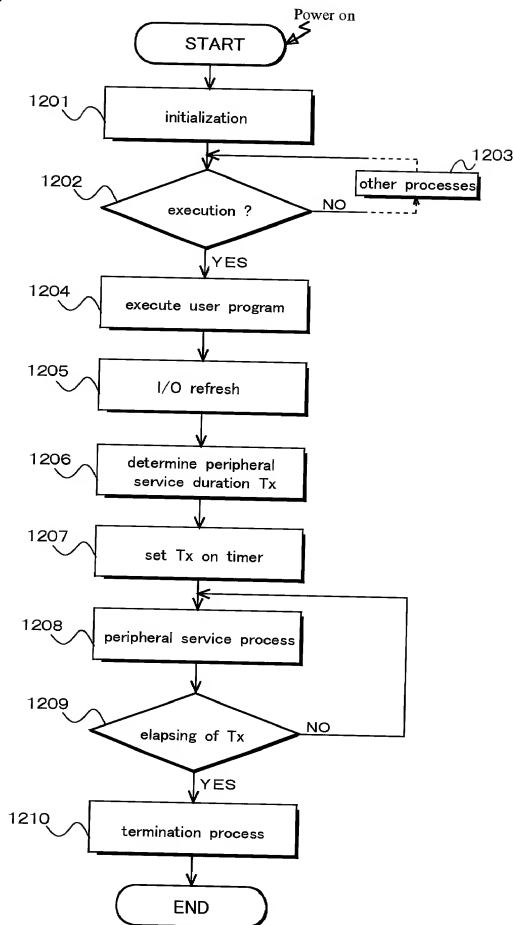 Power on
START
1201
initialization
1203
other processes
1202
execution ?
NO
YES
1204
execute user program
1205
I/O refresh
1206
determine peripheral
service duration Tx
1207
set Tx on timer
1208
peripheral service process
1209
elapsing of Tx
NO
YES
1210
termination process
END